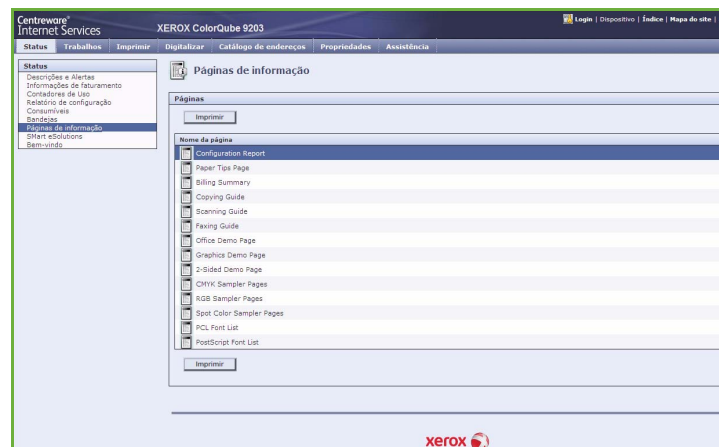 Centreware®
Internet Services
XEROX ColorQube 9203
Login | Dispositivo | Índice | Mapa do site |
Status Trabalhos Imprimir Digitalizar Catálogo de endereços Propriedades Assistência
Status
Descrições e Alertas
Informações de faturamento
Contadores de Uso
Relatório de configuração
Consumíveis
Bandejas
Páginas de informação
SMart eSolutions
Bem-vindo
Páginas de informação
Páginas
Imprimir
Nome da página
Configuration Report
Paper Tips Page
Billing Summary
Copying Guide
Scanning Guide
Faxing Guide
Office Demo Page
Graphics Demo Page
2-Sided Demo Page
CMYK Sampler Pages
RGB Sampler Pages
Spot Color Sampler Pages
PCL Font List
PostScript Font List
Imprimir
xerox